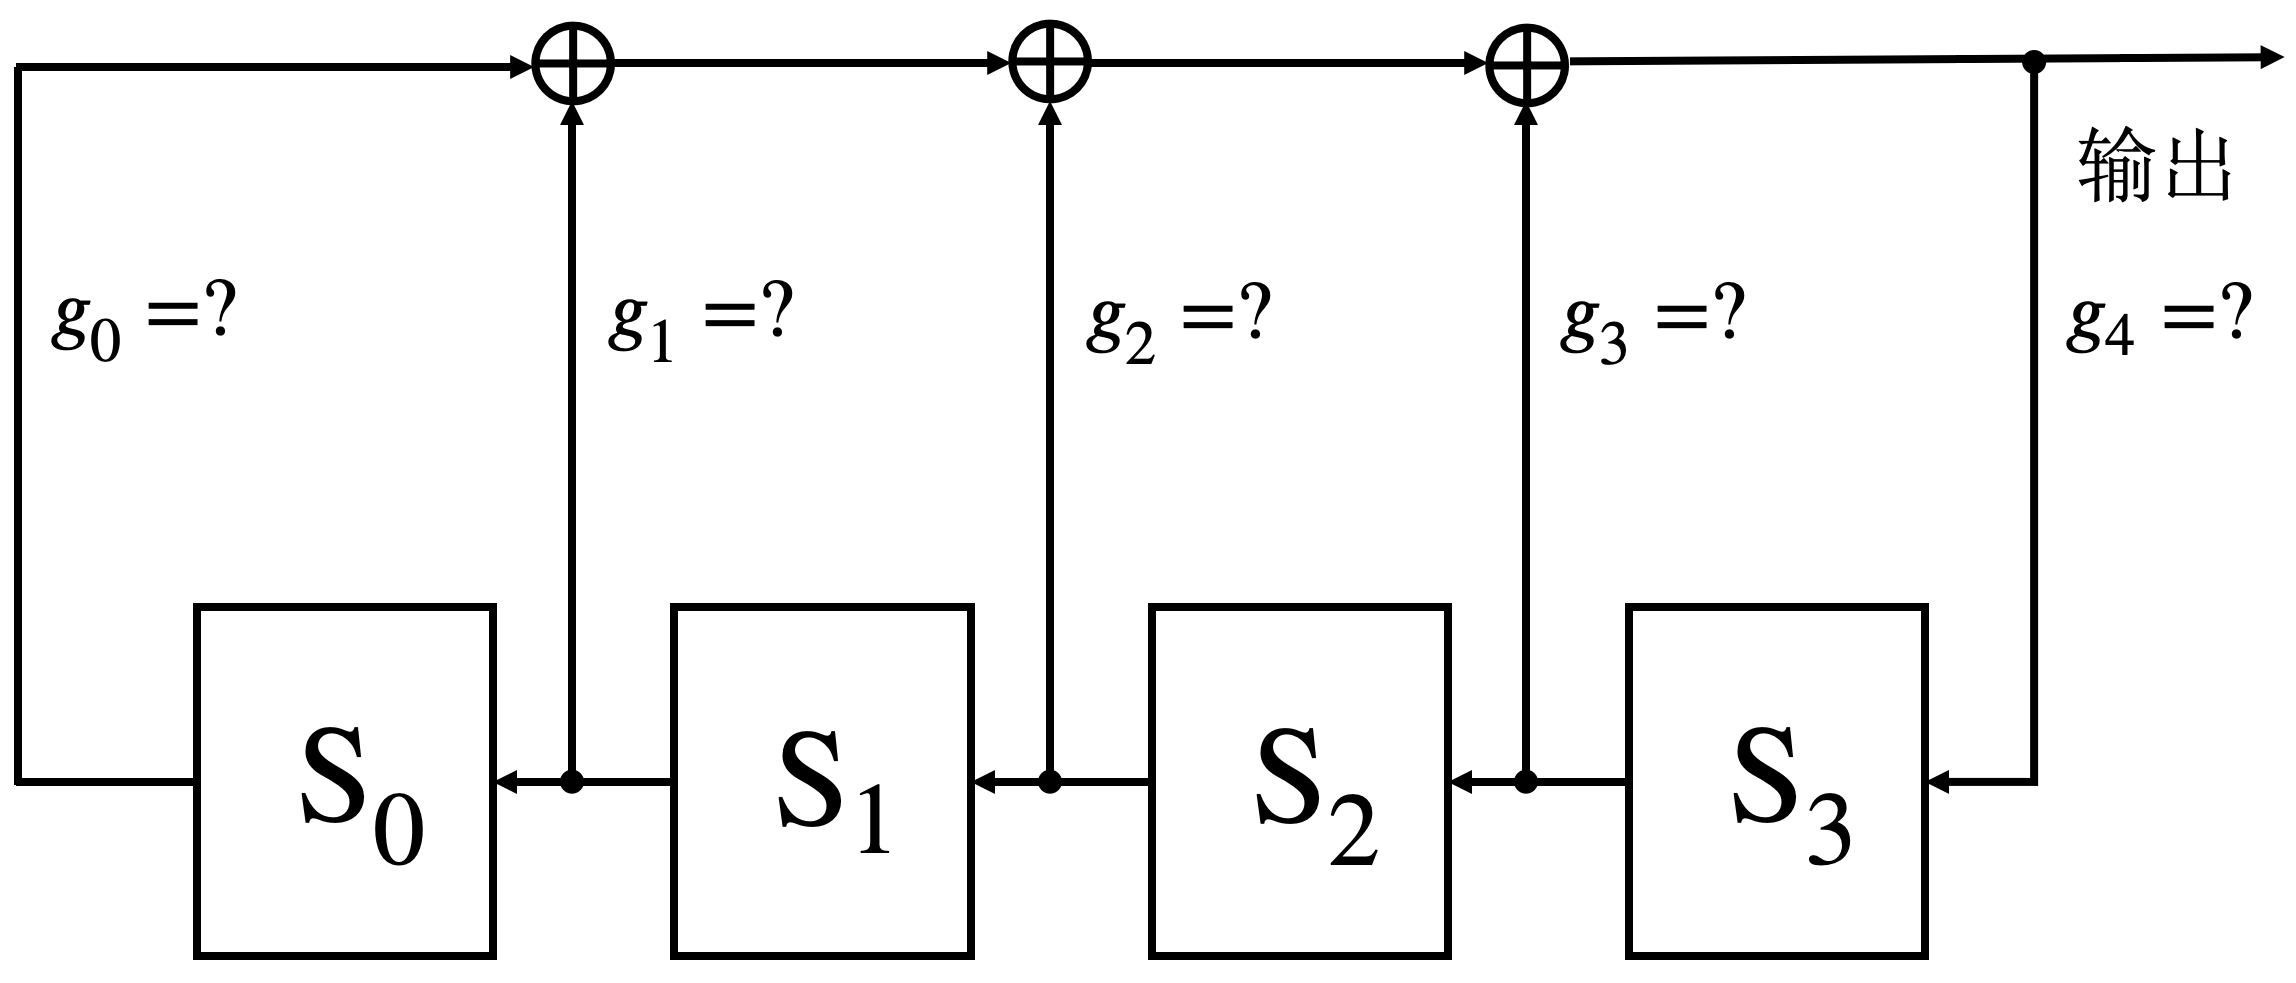 输出
g0 =?
g1 =?
g2 =?
g3 =?
g4 =?
S0
S1
S2
S3